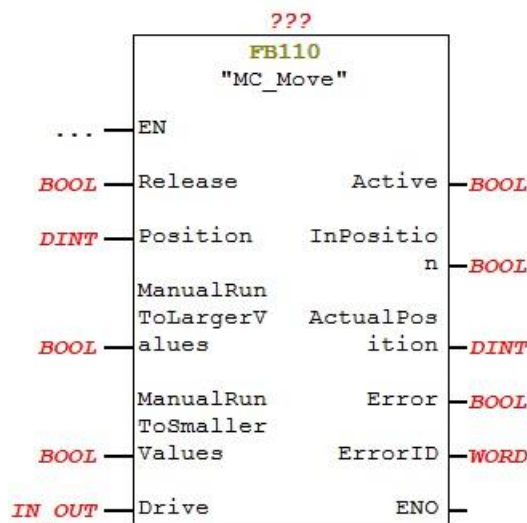 ???
FB110
"MC_Move"
... EN
BOOL Release Active BOOL
DINT Position InPositio
n BOOL
ManualRun
ToLargerV ActualPos
BOOL alues ition DINT
ManualRun Error BOOL
ToSmaller
BOOL Values ErrorID WORD
IN OUT Drive ENO